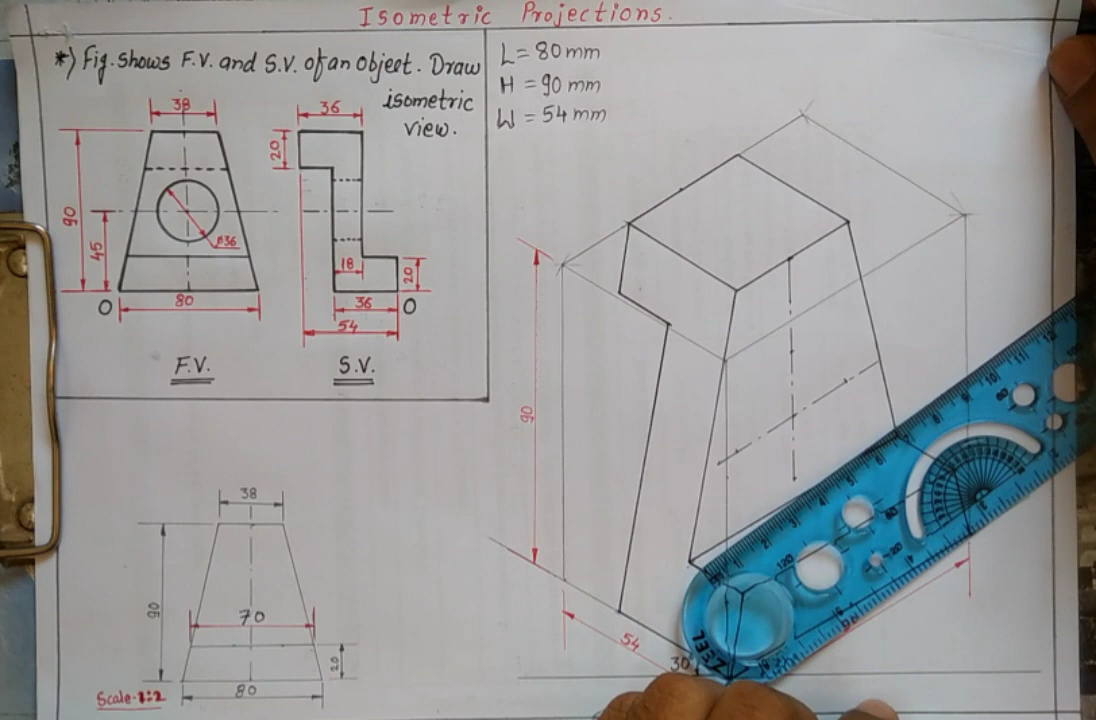 Isometric Projections.
*) Fig. shows F.V. and S.V. of an object. Draw
isometric
view.
L = 80 mm
H = 90 mm
W = 54 mm
38
36
20
90
45
Ø36
18
20
O
80
36
O
54
F.V.
S.V.
90
38
90
70
20
80
Scale-1:2
54
30°
ZEEL